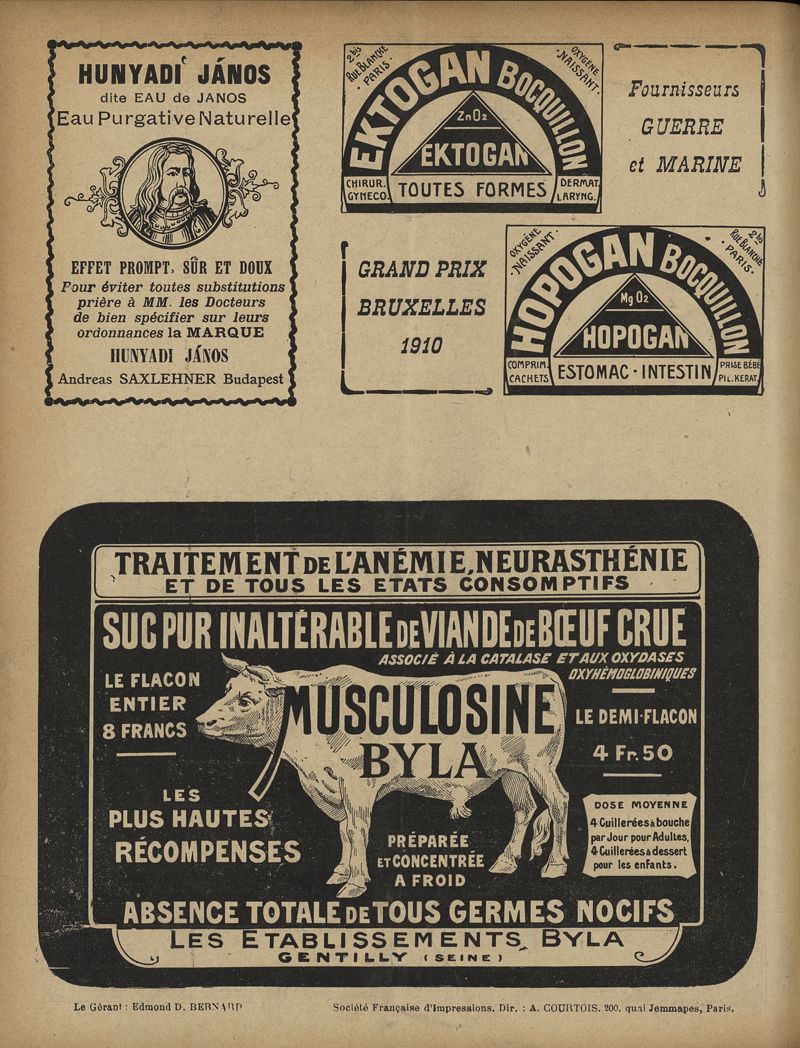 HUNYADI JÁNOS
dite EAU de JANOS
Eau Purgative Naturelle
EFFET PROMPT, SÛR ET DOUX
Pour éviter toutes substitutions
prière à MM. les Docteurs
de bien spécifier sur leurs
ordonnances la MARQUE
HUNYADI JÁNOS
Andreas SAXLEHNER Budapest
2 bis
RUE BLANCHE
PARIS
OXYGÈNE
NAISSANT
EKTOGAN BOCQUILLON
ZnO2
EKTOGAN
CHIRUR.
GYNECO.
TOUTES FORMES
DERMAT.
LARYNG.
Fournisseurs
GUERRE
et MARINE
GRAND PRIX
BRUXELLES
1910
OXYGÈNE
NAISSANT
2 bis
RUE BLANCHE
PARIS
HOPOGAN BOCQUILLON
MgO2
HOPOGAN
COMPRIM.
CACHETS
ESTOMAC - INTESTIN
PRISE BÉBÉ
PIL. KERAT.
TRAITEMENT DE L'ANÉMIE, NEURASTHÉNIE
ET DE TOUS LES ETATS CONSOMPTIFS
SUC PUR INALTÉRABLE DE VIANDE DE BŒUF CRUE
ASSOCIÉ À LA CATALASE ET AUX OXYDASES
OXYHÉMOGLOBINIQUES
LE FLACON
ENTIER
8 FRANCS
MUSCULOSINE
BYLA
LE DEMI-FLACON
4 Fr. 50
LES
PLUS HAUTES
RÉCOMPENSES
PRÉPARÉE
ET CONCENTRÉE
A FROID
DOSE MOYENNE
4 Cuillerées à bouche
par Jour pour Adultes,
4 Cuillerées à dessert
pour les enfants.
ABSENCE TOTALE DE TOUS GERMES NOCIFS
LES ETABLISSEMENTS BYLA
GENTILLY (SEINE)
Le Gérant : Edmond D. BERNARD
Société Française d'Impressions, Dir. : A. COURTOIS. 200. quai Jemmapes, Paris.